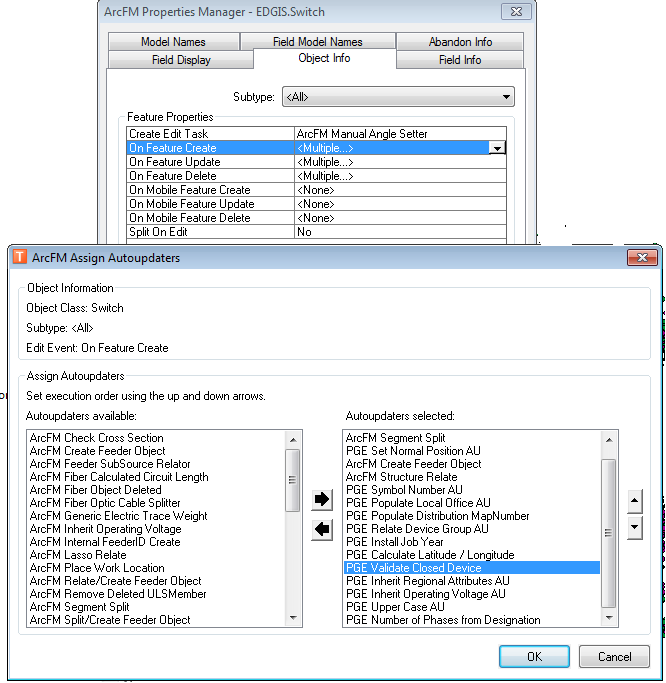 ArcFM Properties Manager - EDGIS.Switch
Model Names Field Model Names Abandon Info
Field Display Object Info Field Info
Subtype: <All>
Feature Properties
Create Edit Task ArcFM Manual Angle Setter
On Feature Create <Multiple...>
On Feature Update <Multiple...>
On Feature Delete <Multiple...>
On Mobile Feature Create <None>
On Mobile Feature Update <None>
On Mobile Feature Delete <None>
Split On Edit No
T ArcFM Assign Autoupdaters
Object Information
Object Class: Switch
Subtype: <All>
Edit Event: On Feature Create
Assign Autoupdaters
Set execution order using the up and down arrows.
Autoupdaters available:
ArcFM Check Cross Section
ArcFM Create Feeder Object
ArcFM Feeder SubSource Relator
ArcFM Fiber Calculated Circuit Length
ArcFM Fiber Object Deleted
ArcFM Fiber Optic Cable Splitter
ArcFM Generic Electric Trace Weight
ArcFM Inherit Operating Voltage
ArcFM Internal FeederID Create
ArcFM Lasso Relate
ArcFM Place Work Location
ArcFM Relate/Create Feeder Object
ArcFM Remove Deleted ULSMember
ArcFM Segment Split
ArcFM Split/Create Feeder Object
Autoupdaters selected:
ArcFM Segment Split
PGE Set Normal Position AU
ArcFM Create Feeder Object
ArcFM Structure Relate
PGE Symbol Number AU
PGE Populate Local Office AU
PGE Populate Distribution MapNumber
PGE Relate Device Group AU
PGE Install Job Year
PGE Calculate Latitude / Longitude
PGE Validate Closed Device
PGE Inherit Regional Attributes AU
PGE Inherit Operating Voltage AU
PGE Upper Case AU
PGE Number of Phases from Designation
OK Cancel